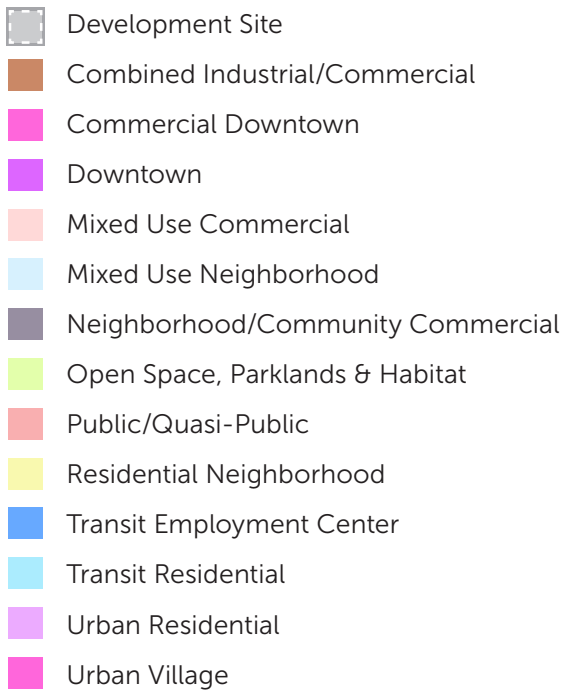 Development Site
Combined Industrial/Commercial
Commercial Downtown
Downtown
Mixed Use Commercial
Mixed Use Neighborhood
Neighborhood/Community Commercial
Open Space, Parklands & Habitat
Public/Quasi-Public
Residential Neighborhood
Transit Employment Center
Transit Residential
Urban Residential
Urban Village